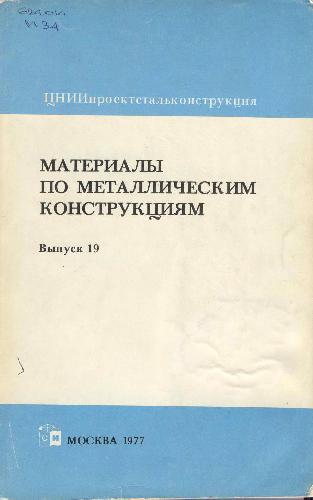 ЦНИИпроектстальконструкция
МАТЕРИАЛЫ
ПО МЕТАЛЛИЧЕСКИМ
КОНСТРУКЦИЯМ
Выпуск 19
МОСКВА-1977